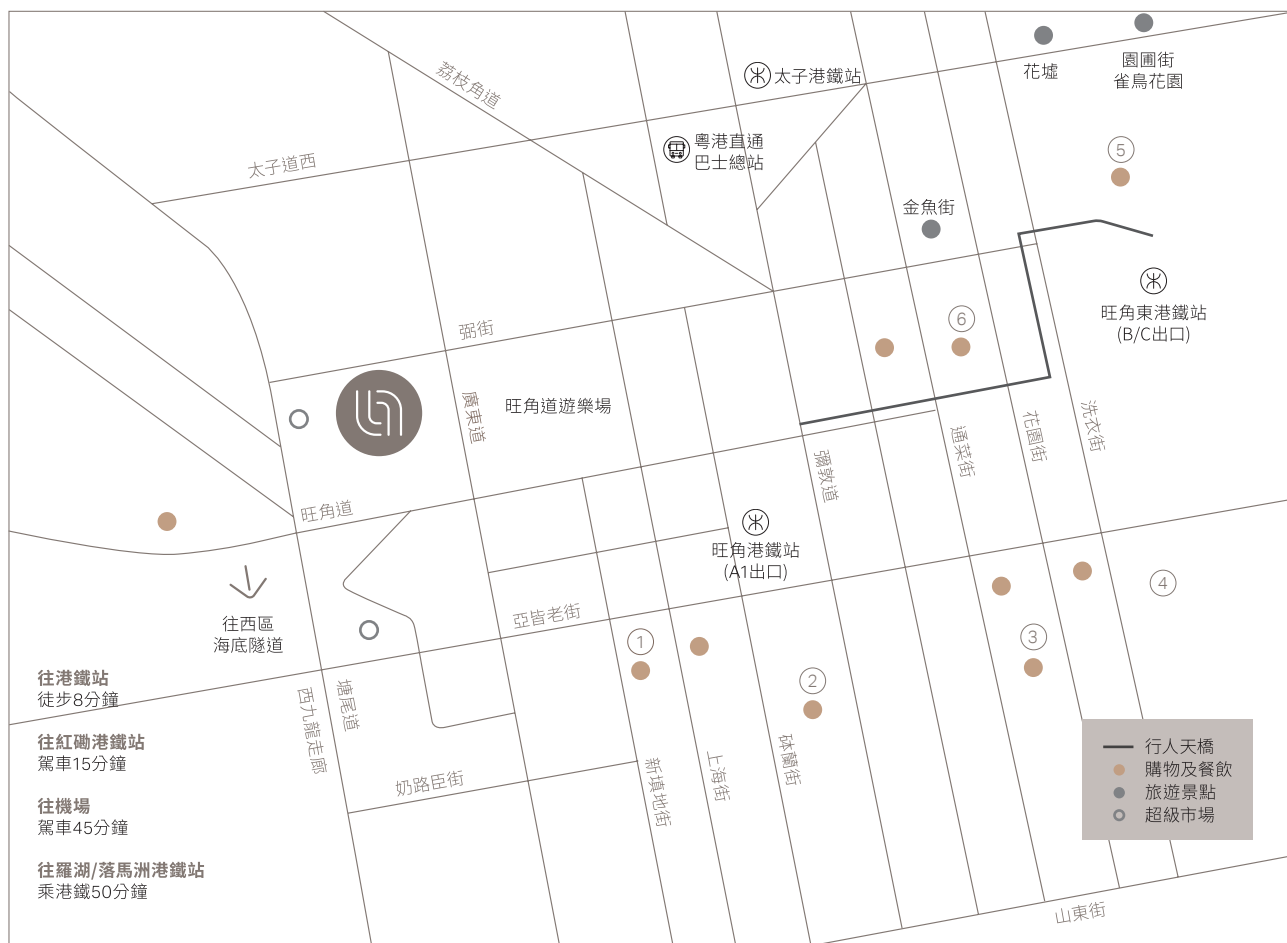 荔枝角道
太子港鐵站
花墟
園圃街
雀鳥花園
太子道西
粵港直通
巴士總站
5
金魚街
旺角東港鐵站
(B/C出口)
弼街
6
廣東道
旺角道遊樂場
洗衣街
花園街
通菜街
彌敦道
旺角道
旺角港鐵站
(A1出口)
往西區
海底隧道
亞皆老街
1
2
3
4
往港鐵站
徒步8分鐘
往紅磡港鐵站
駕車15分鐘
往機場
駕車45分鐘
往羅湖/落馬洲港鐵站
乘港鐵50分鐘
西九龍走廊
塘尾道
奶路臣街
新填地街
上海街
砵蘭街
山東街
行人天橋
購物及餐飲
旅遊景點
超級市場